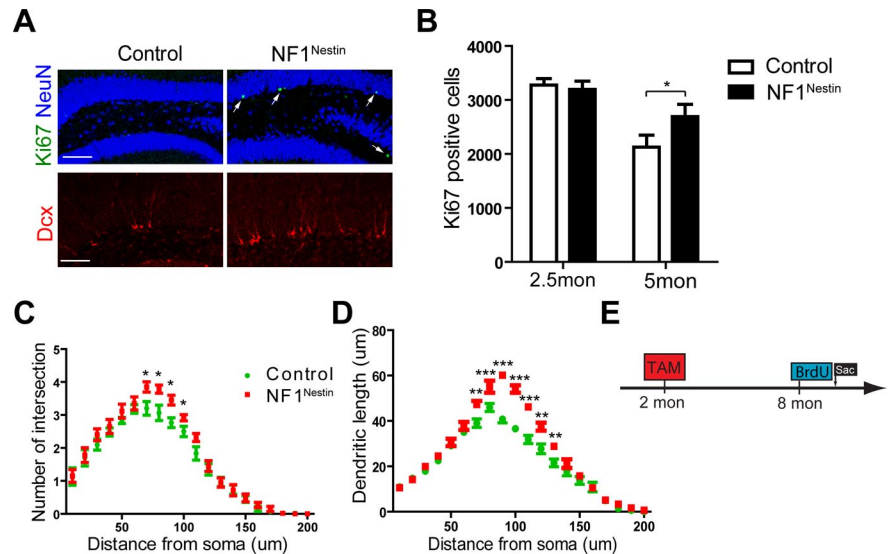 A
Control
NF1Nestin
Ki67 NeuN
Dcx
B
Ki67 positive cells
4000
3000
2000
1000
0
*
2.5mon
5mon
Control
NF1Nestin
C
Number of intersection
5
4
3
2
1
0
* * * *
Control
NF1Nestin
50
100
150
200
Distance from soma (um)
D
Dendritic length (um)
80
60
40
20
0
** *** *** *** *** ** **
50
100
150
200
Distance from soma (um)
E
TAM
BrdU
Sac
2 mon
8 mon